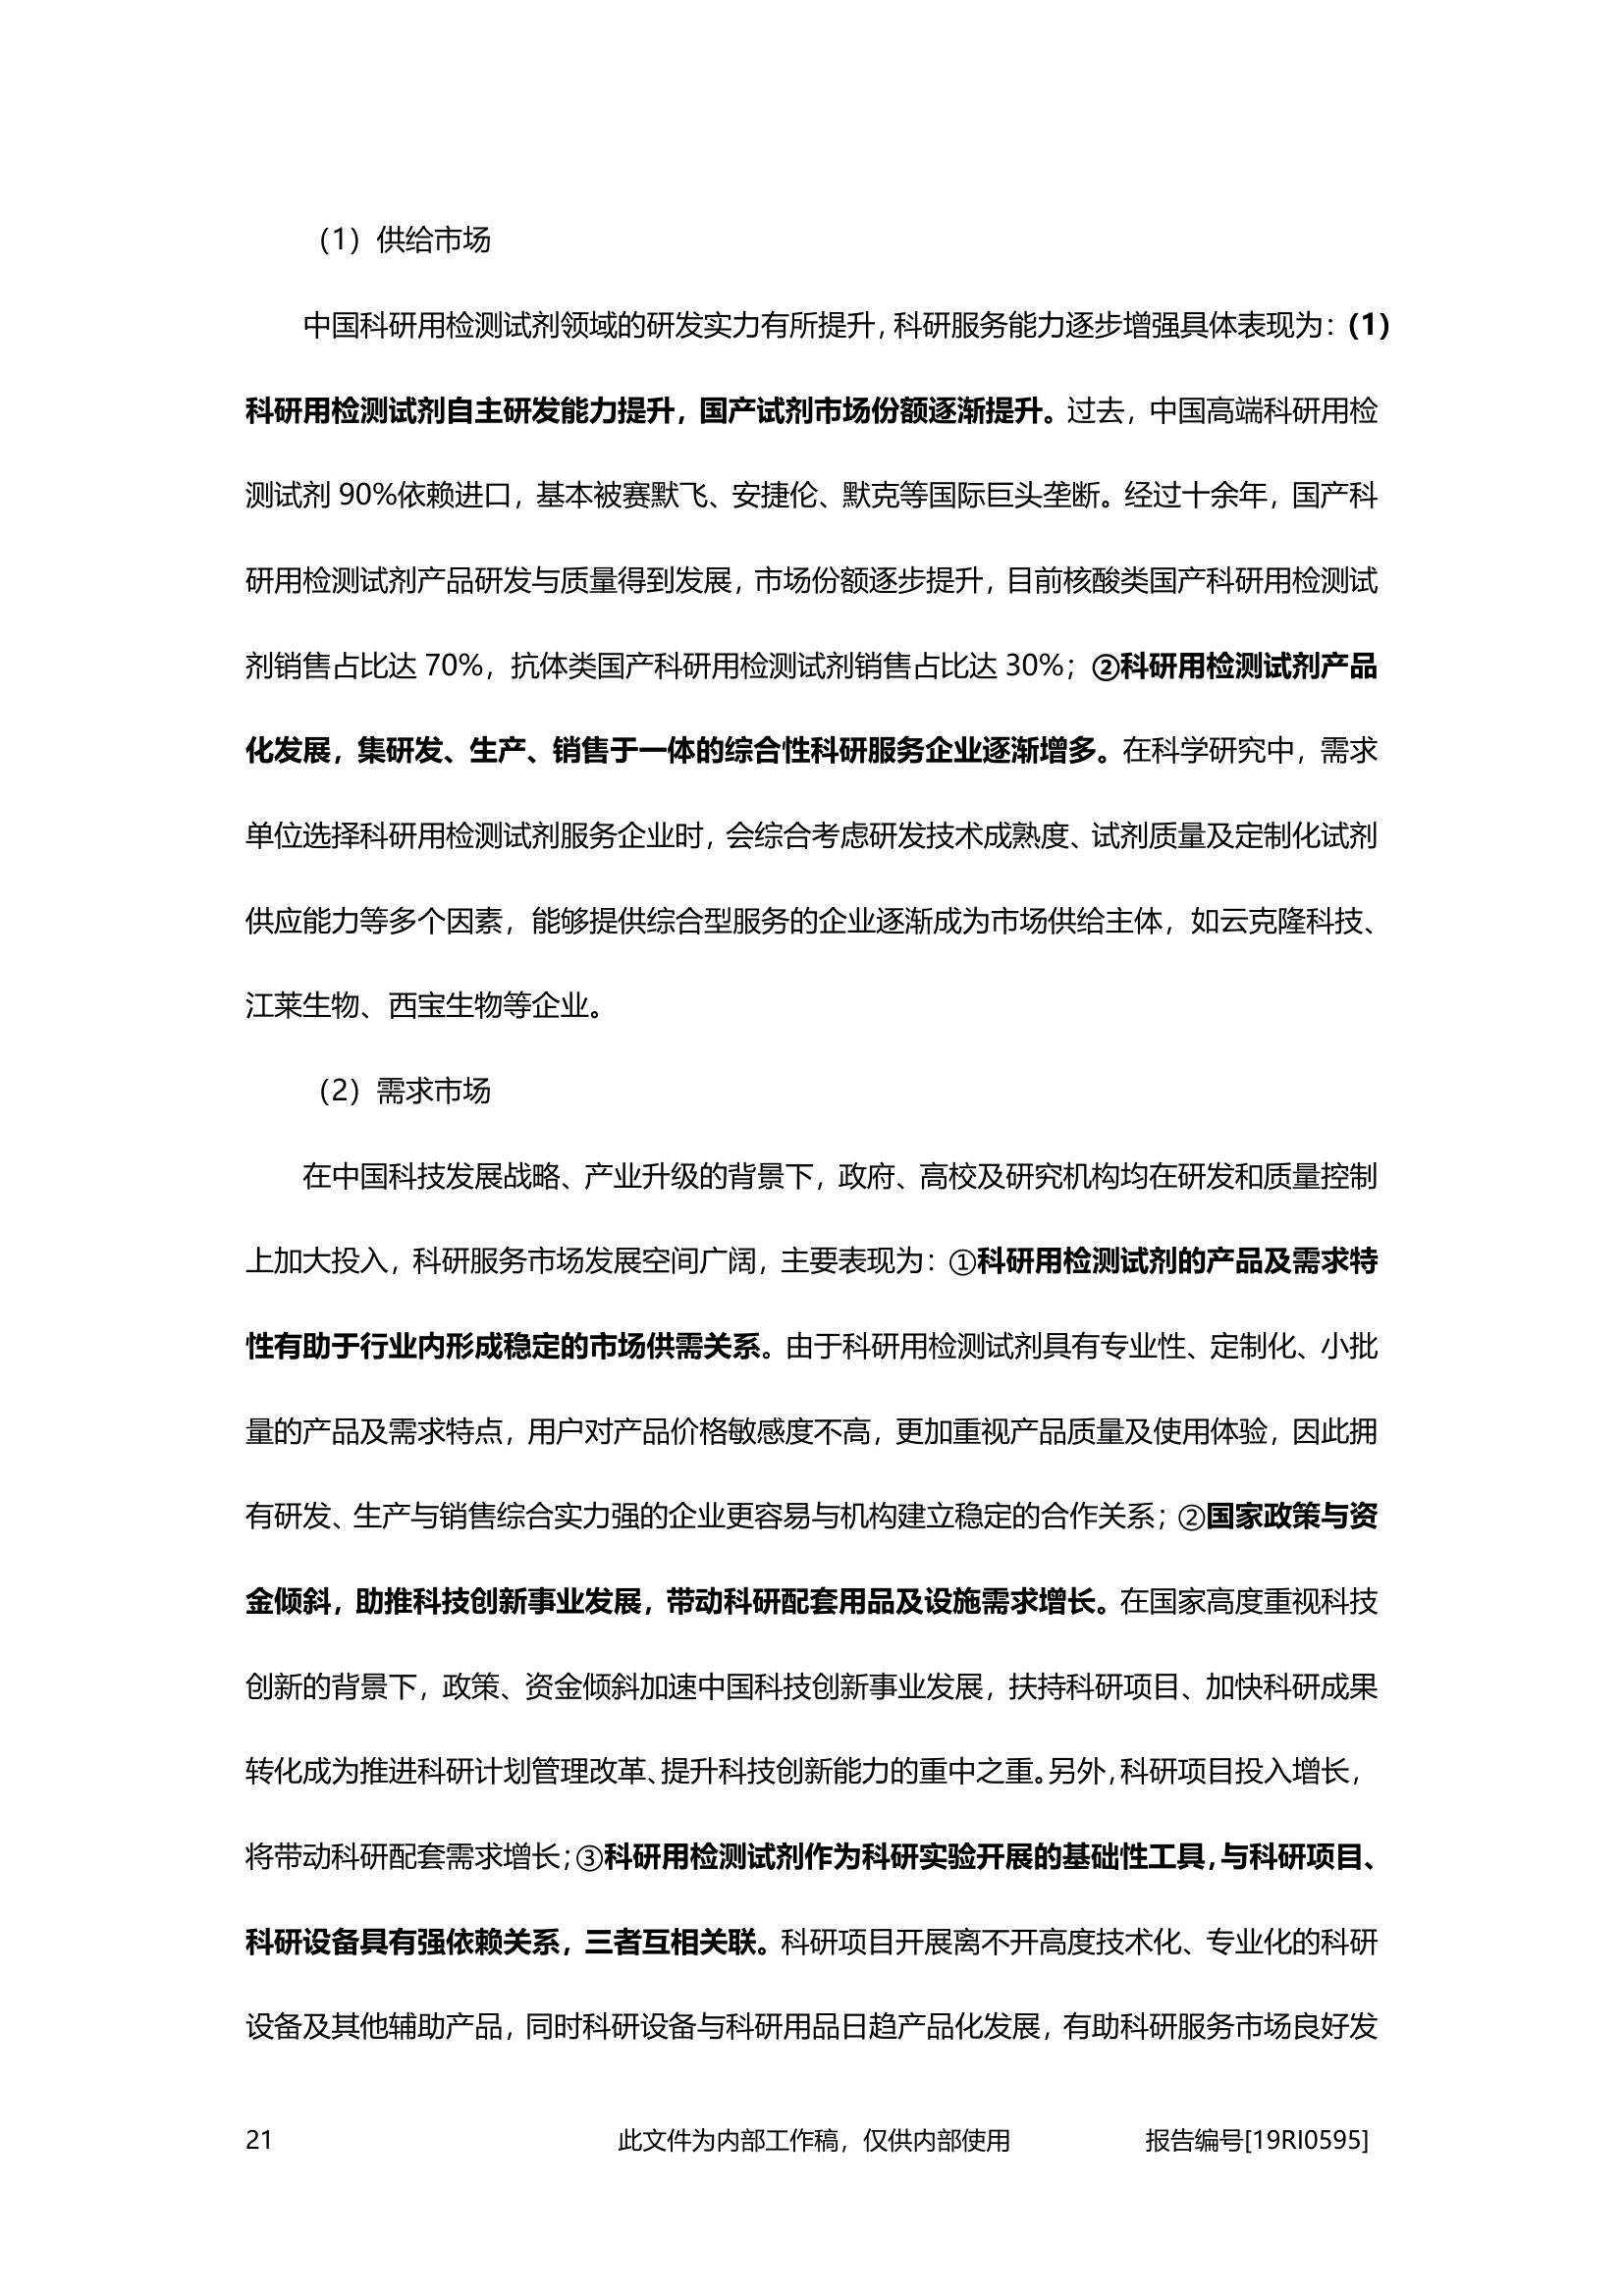 （1）供给市场
中国科研用检测试剂领域的研发实力有所提升，科研服务能力逐步增强具体表现为：（1）
科研用检测试剂自主研发能力提升，国产试剂市场份额逐渐提升。过去，中国高端科研用检
测试剂 90%依赖进口，基本被赛默飞、安捷伦、默克等国际巨头垄断。经过十余年，国产科
研用检测试剂产品研发与质量得到发展，市场份额逐步提升，目前核酸类国产科研用检测试
剂销售占比达 70%，抗体类国产科研用检测试剂销售占比达 30%；②科研用检测试剂产品
化发展，集研发、生产、销售于一体的综合性科研服务企业逐渐增多。在科学研究中，需求
单位选择科研用检测试剂服务企业时，会综合考虑研发技术成熟度、试剂质量及定制化试剂
供应能力等多个因素，能够提供综合型服务的企业逐渐成为市场供给主体，如云克隆科技、
江莱生物、西宝生物等企业。
（2）需求市场
在中国科技发展战略、产业升级的背景下，政府、高校及研究机构均在研发和质量控制
上加大投入，科研服务市场发展空间广阔，主要表现为：①科研用检测试剂的产品及需求特
性有助于行业内形成稳定的市场供需关系。由于科研用检测试剂具有专业性、定制化、小批
量的产品及需求特点，用户对产品价格敏感度不高，更加重视产品质量及使用体验，因此拥
有研发、生产与销售综合实力强的企业更容易与机构建立稳定的合作关系；②国家政策与资
金倾斜，助推科技创新事业发展，带动科研配套用品及设施需求增长。在国家高度重视科技
创新的背景下，政策、资金倾斜加速中国科技创新事业发展，扶持科研项目、加快科研成果
转化成为推进科研计划管理改革、提升科技创新能力的重中之重。另外，科研项目投入增长，
将带动科研配套需求增长；③科研用检测试剂作为科研实验开展的基础性工具，与科研项目、
科研设备具有强依赖关系，三者互相关联。科研项目开展离不开高度技术化、专业化的科研
设备及其他辅助产品，同时科研设备与科研用品日趋产品化发展，有助科研服务市场良好发
21 此文件为内部工作稿，仅供内部使用 报告编号[19RI0595]